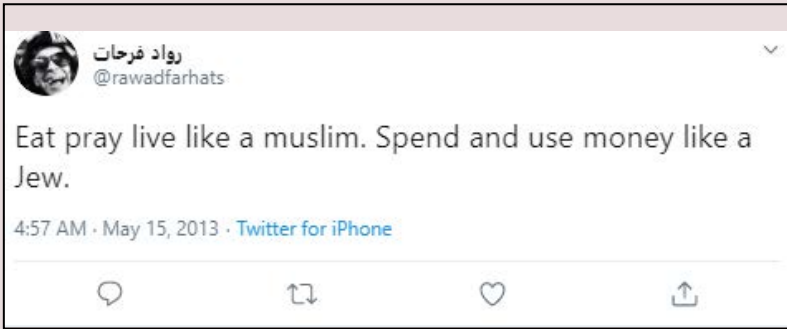 رواد فرحات
@rawadfarhats
Eat pray live like a muslim. Spend and use money like a
Jew.
4:57 AM · May 15, 2013 · Twitter for iPhone